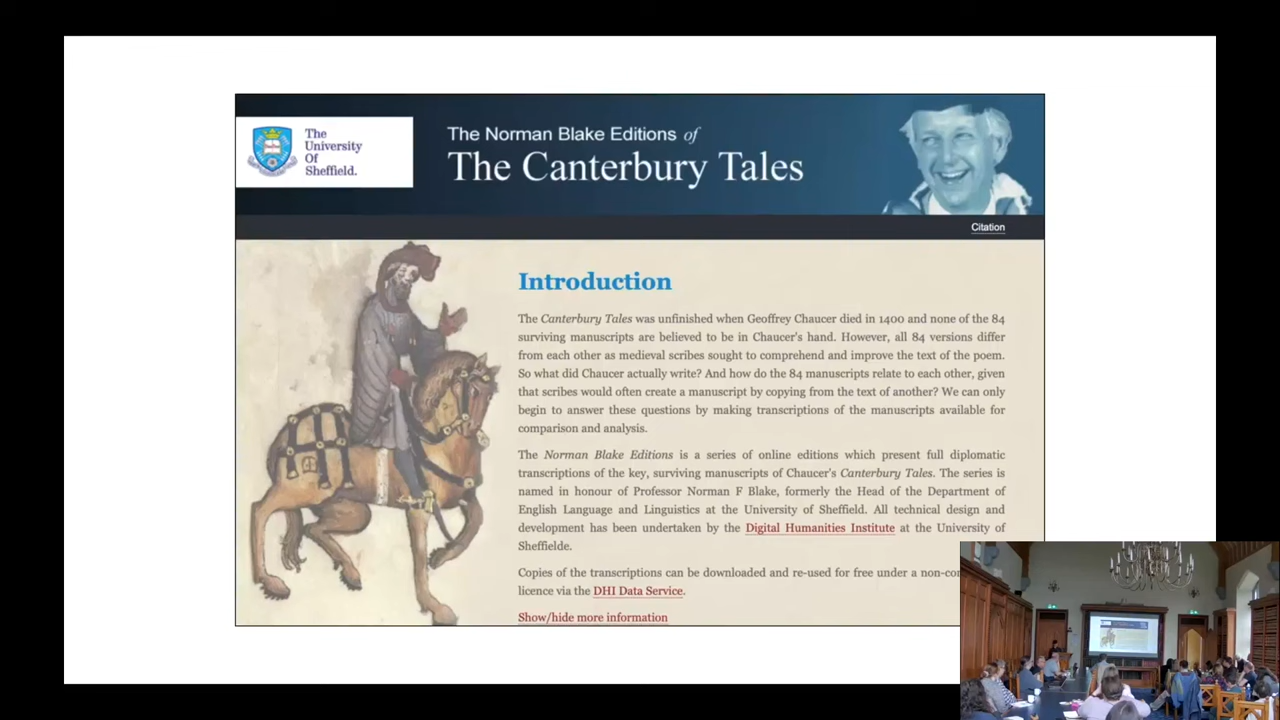 The
University
Of
Sheffield.
The Norman Blake Editions of
The Canterbury Tales
Citation
Introduction
The Canterbury Tales was unfinished when Geoffrey Chaucer died in 1400 and none of the 84
surviving manuscripts are believed to be in Chaucer's hand. However, all 84 versions differ
from each other as medieval scribes sought to comprehend and improve the text of the poem.
So what did Chaucer actually write? And how do the 84 manuscripts relate to each other, given
that scribes would often create a manuscript by copying from the text of another? We can only
begin to answer these questions by making transcriptions of the manuscripts available for
comparison and analysis.
The Norman Blake Editions is a series of online editions which present full diplomatic
transcriptions of the key, surviving manuscripts of Chaucer's Canterbury Tales. The series is
named in honour of Professor Norman F Blake, formerly the Head of the Department of
English Language and Linguistics at the University of Sheffield. All technical design and
development has been undertaken by the Digital Humanities Institute at the University of
Sheffielde.
Copies of the transcriptions can be downloaded and re-used for free under a
licence via the DHI Data Service.
Show/hide more information